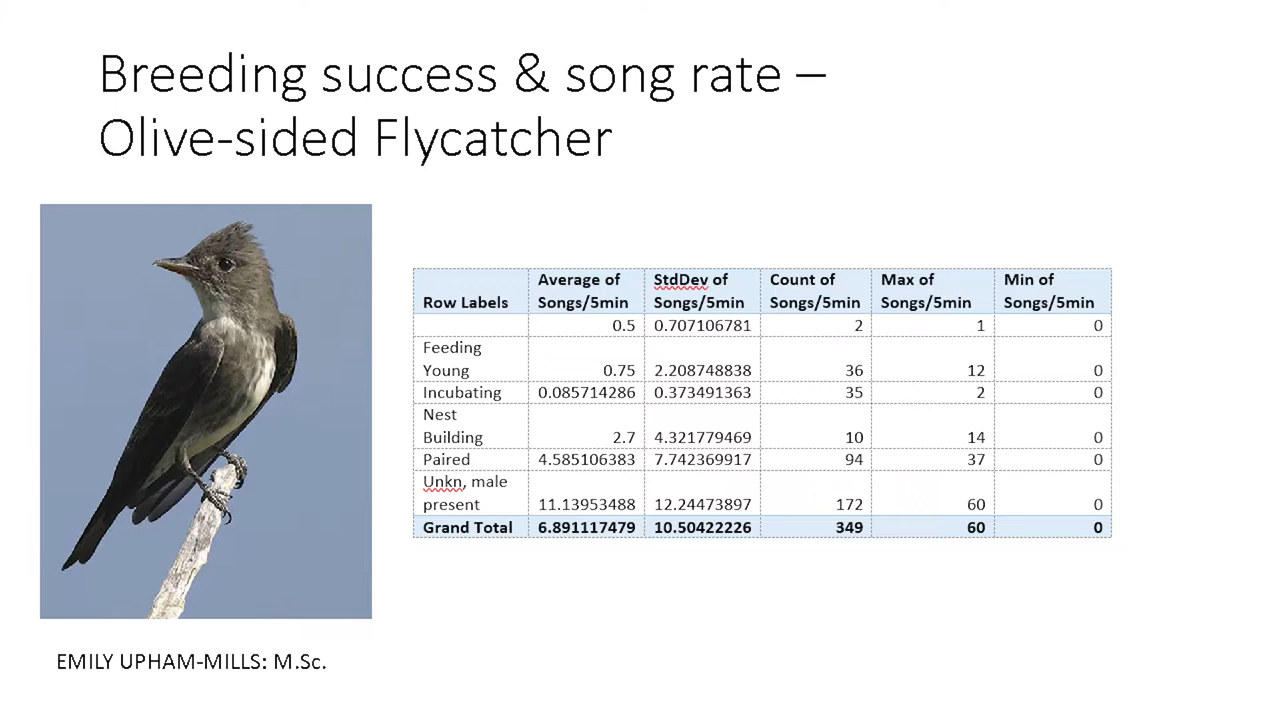 Breeding success & song rate –
Olive-sided Flycatcher
Row Labels Average of Songs/5min StdDev of Songs/5min Count of Songs/5min Max of Songs/5min Min of Songs/5min
0.5 0.707106781 2 1 0
Feeding Young 0.75 2.208748838 36 12 0
Incubating 0.085714286 0.373491363 35 2 0
Nest Building 2.7 4.321779469 10 14 0
Paired 4.585106383 7.742369917 94 37 0
Unkn, male present 11.13953488 12.24473897 172 60 0
Grand Total 6.891117479 10.50422226 349 60 0
EMILY UPHAM-MILLS: M.Sc.